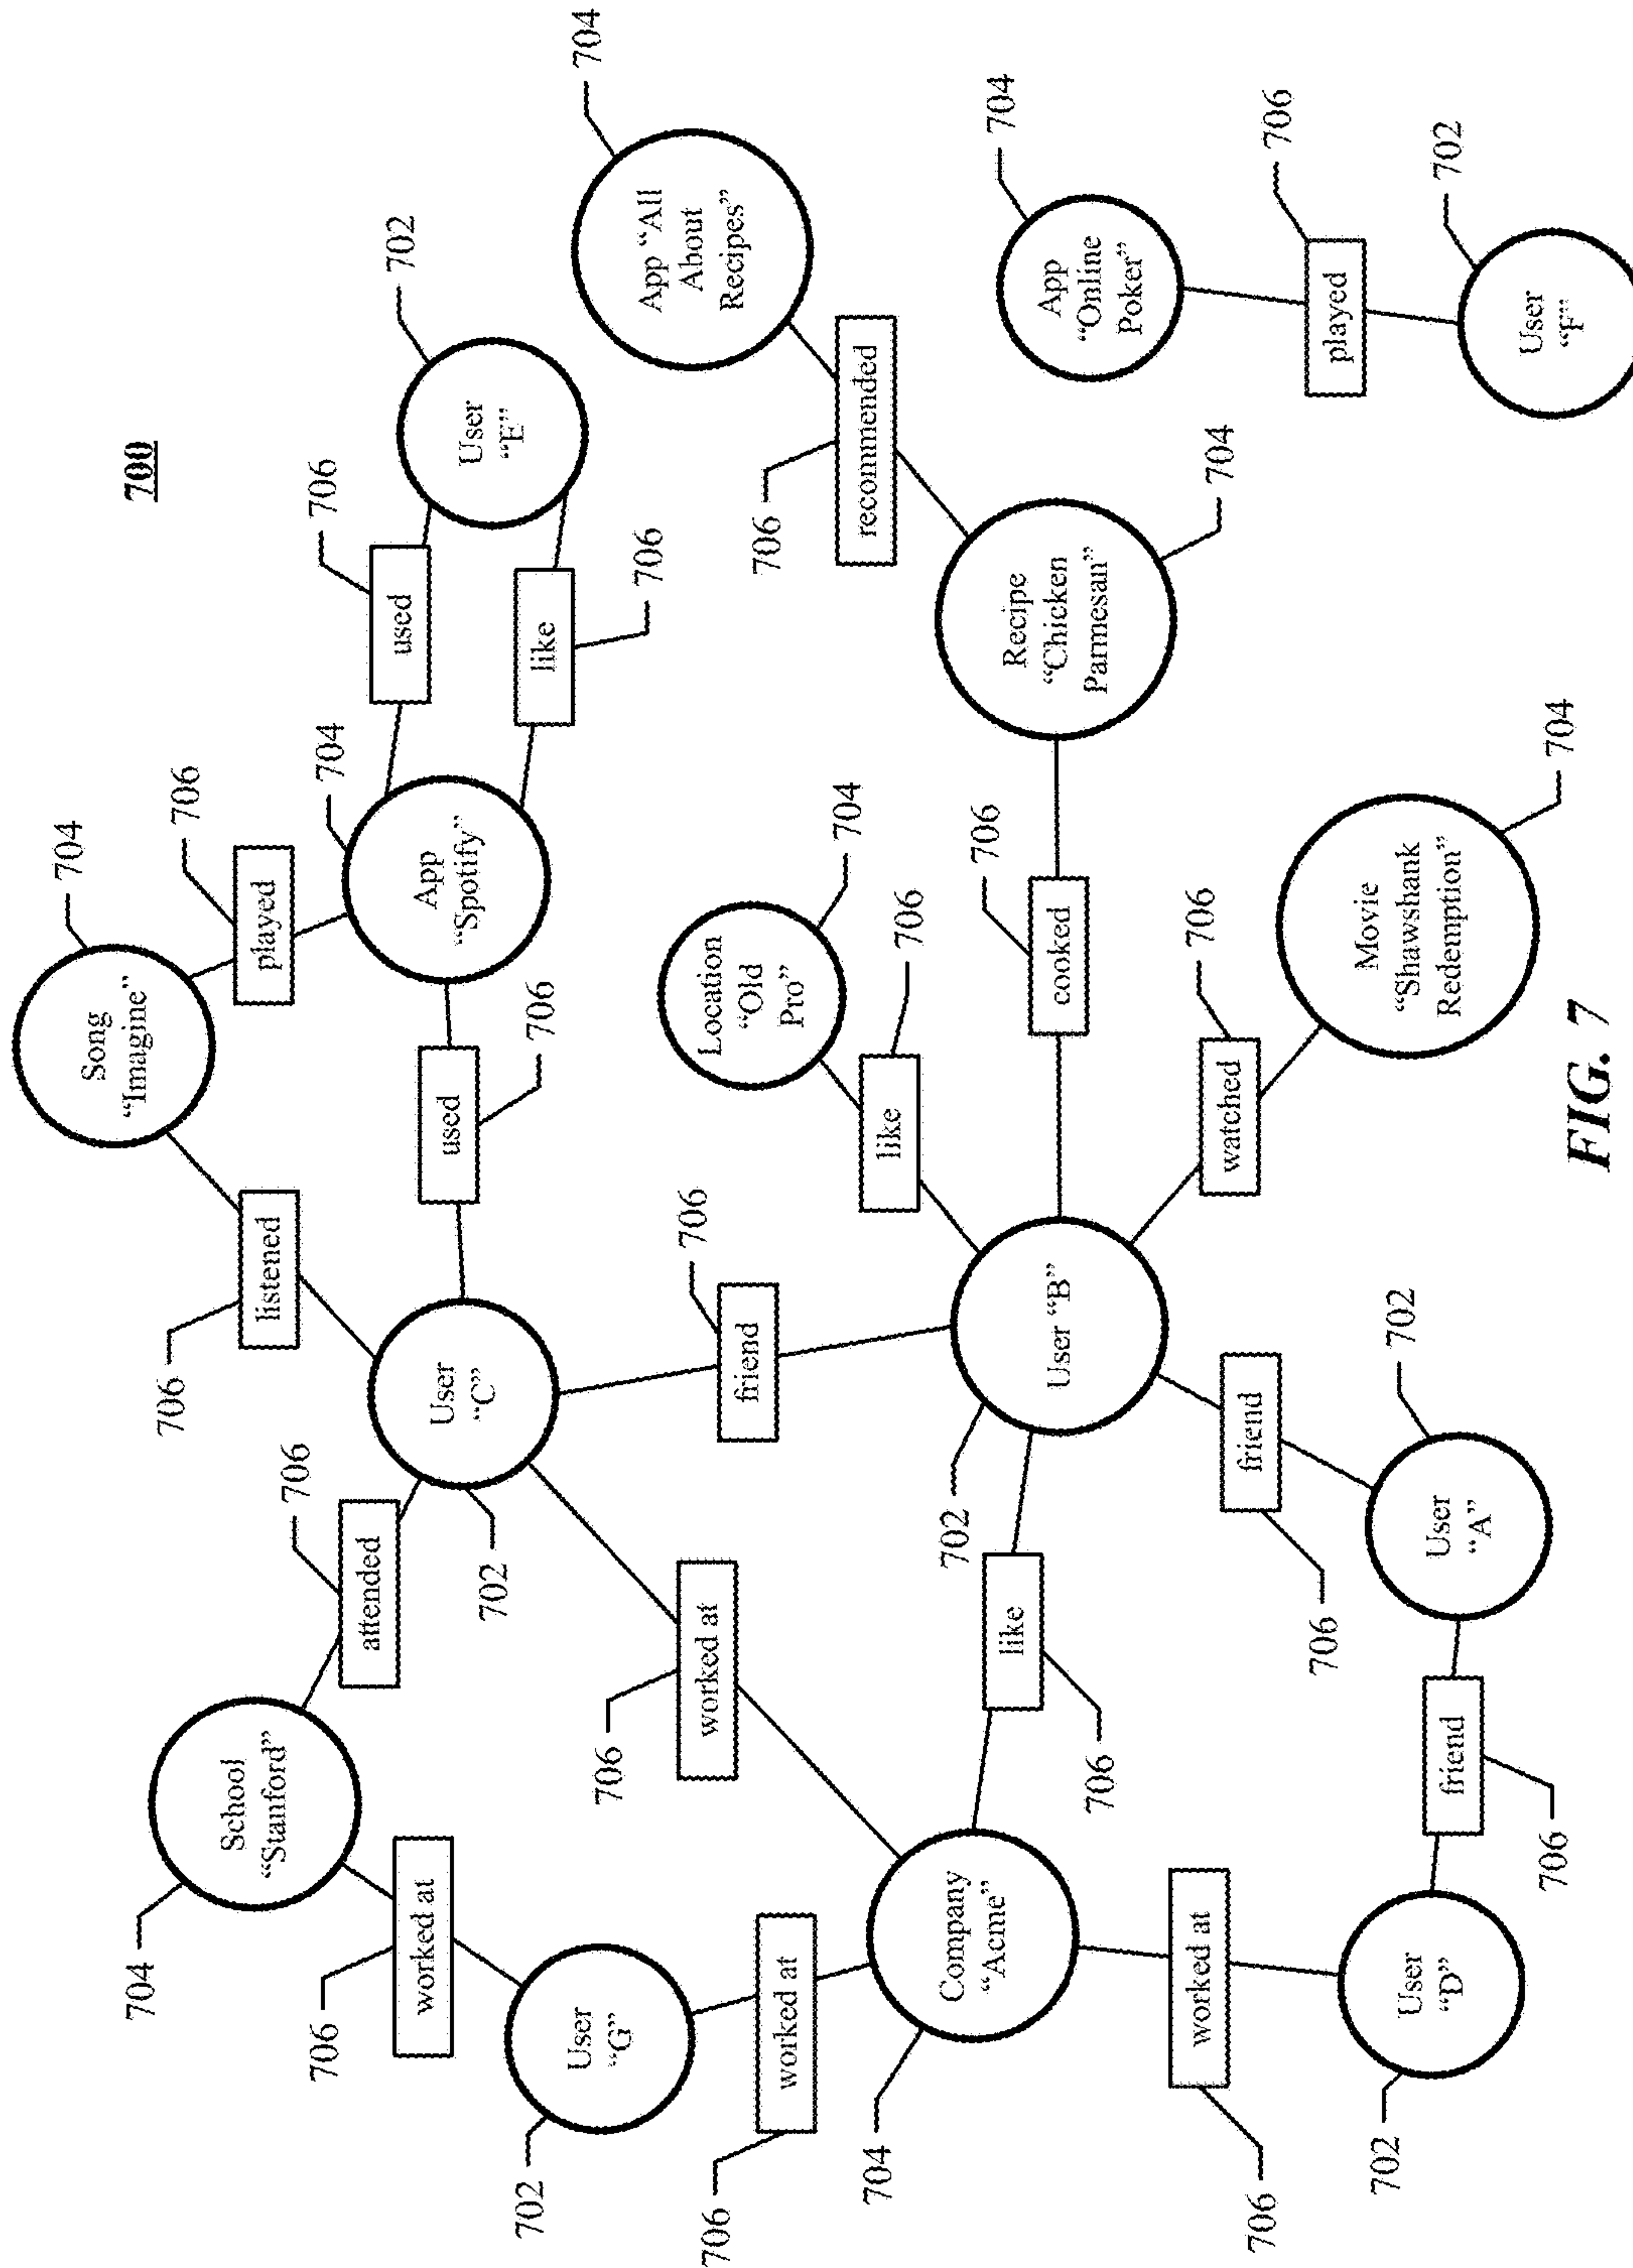 700
704
Song
“Imagine”
704
School
“Stanford”
706
attended
706
listened
706
played
706
worked at
706
used
702
User
“C”
702
706
used
704
App
“Spotify”
706
like
702
User
“E”
702
User
“G”
706
worked at
706
worked at
706
friend
704
Location
“Old
Pro”
706
like
704
App “All
About
Recipes”
706
recommended
704
Company
“Acme”
706
like
702
User “B”
706
cooked
704
Recipe
“Chicken
Parmesan”
704
App
“Online
Poker”
706
played
702
User
“F”
706
worked at
706
friend
706
watched
704
Movie
“Shawshank
Redemption”
702
User
“D”
706
friend
702
User
“A”
FIG. 7